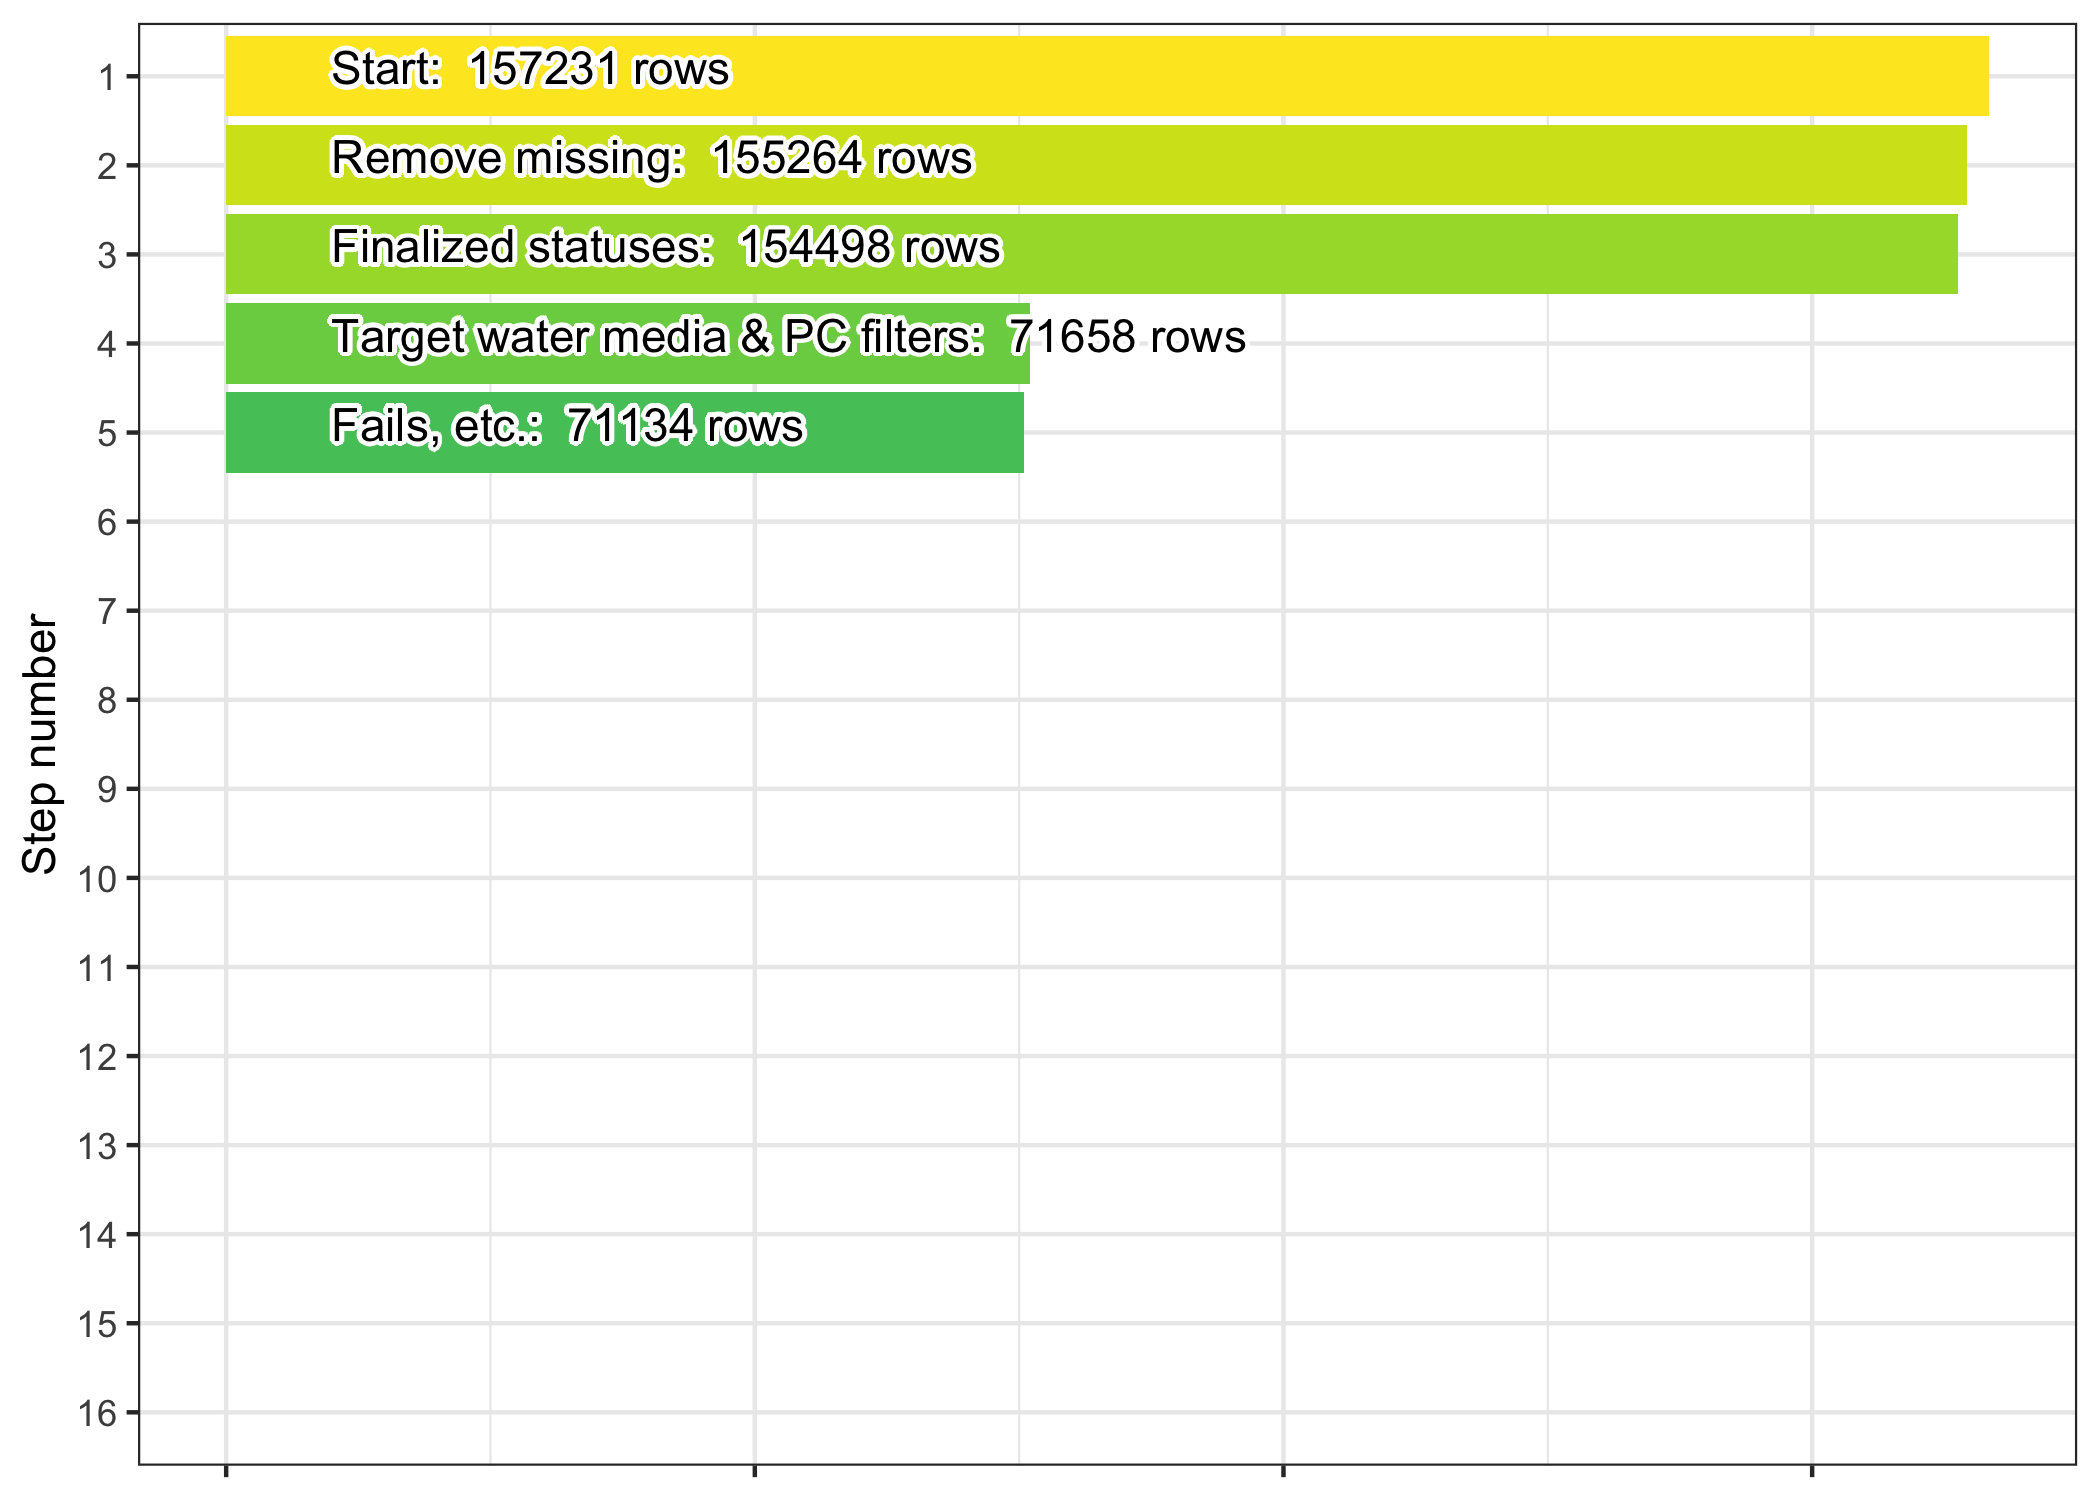 Step number
1
Start:  157231 rows
2
Remove missing:  155264 rows
3
Finalized statuses:  154498 rows
4
Target water media & PC filters:  71658 rows
5
Fails, etc.:  71134 rows
6
7
8
9
10
11
12
13
14
15
16